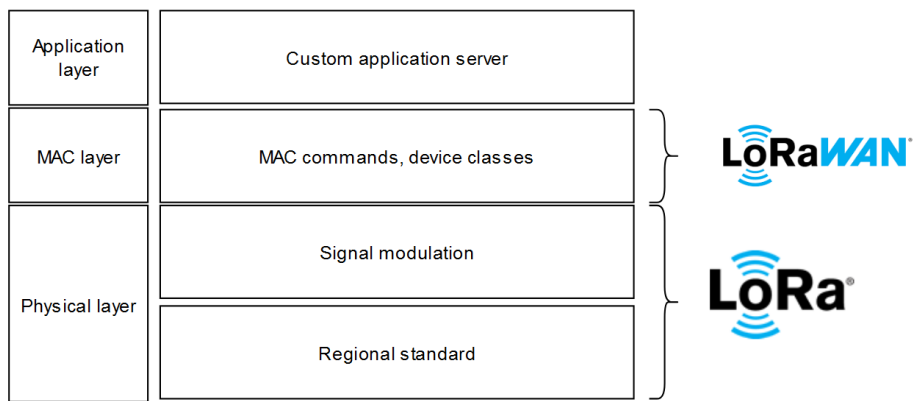 Application
layer
Custom application server
MAC layer
MAC commands, device classes
LoRaWAN®
Physical layer
Signal modulation
LoRa®
Regional standard